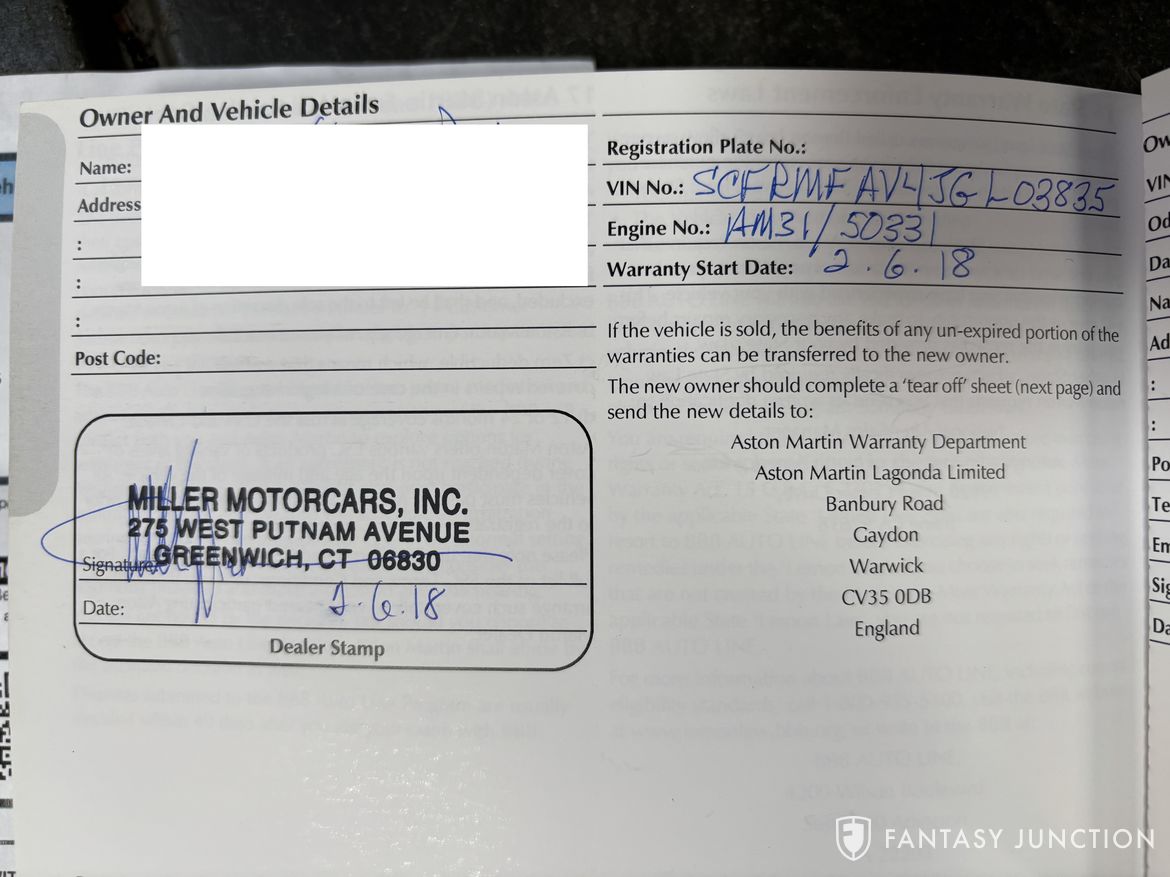 Owner And Vehicle Details
Name:
Address
:
:
:
Post Code:
MILLER MOTORCARS, INC.
275 WEST PUTNAM AVENUE
GREENWICH, CT 06830
Signature
Date: 2.6.18
Dealer Stamp
Registration Plate No.:
VIN No.: SCFRMFAV4JGL03835
Engine No.: AM31/50331
Warranty Start Date: 2.6.18
If the vehicle is sold, the benefits of any un-expired portion of the
warranties can be transferred to the new owner.
The new owner should complete a ‘tear off’ sheet (next page) and
send the new details to:
Aston Martin Warranty Department
Aston Martin Lagonda Limited
Banbury Road
Gaydon
Warwick
CV35 0DB
England
FANTASY JUNCTION